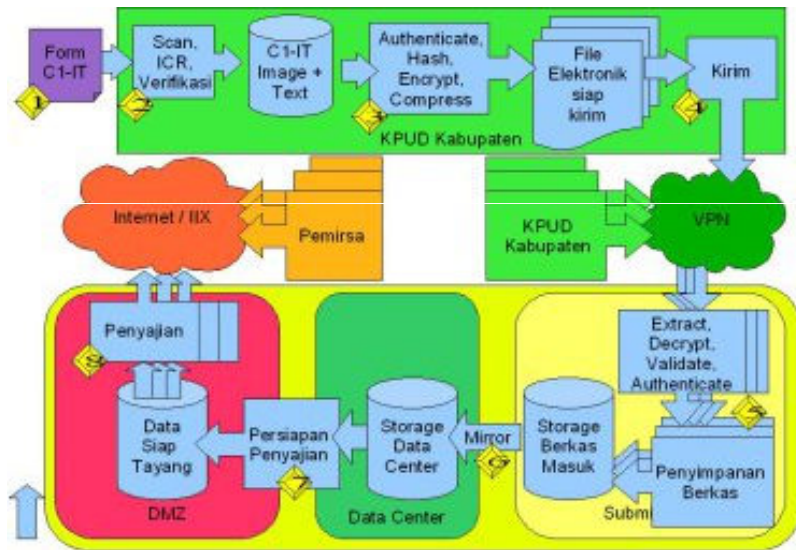 Form
C1-IT
1
Scan,
ICR,
Verifikasi
2
C1-IT
Image +
Text
Authenticate,
Hash,
Encrypt,
Compress
3
File
Elektronik
siap
kirim
Kirim
4
KPUD Kabupaten
Internet / IIX
Pemirsa
KPUD
Kabupaten
VPN
Penyajian
8
Extract,
Decrypt,
Validate,
Authenticate
5
Data
Siap
Tayang
Persiapan
Penyajian
7
Storage
Data
Center
Mirror
6
Storage
Berkas
Masuk
Penyimpanan
Berkas
DMZ
Data Center
Submi